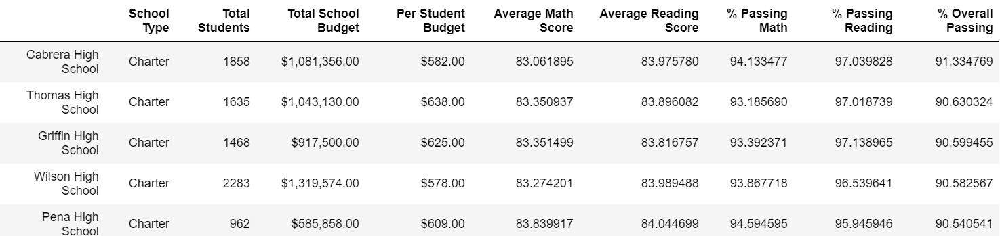 School Type Total Students Total School Budget Per Student Budget Average Math Score Average Reading Score % Passing Math % Passing Reading % Overall Passing
Cabrera High School Charter 1858 $1,081,356.00 $582.00 83.061895 83.975780 94.133477 97.039828 91.334769
Thomas High School Charter 1635 $1,043,130.00 $638.00 83.350937 83.896082 93.185690 97.018739 90.630324
Griffin High School Charter 1468 $917,500.00 $625.00 83.351499 83.816757 93.392371 97.138965 90.599455
Wilson High School Charter 2283 $1,319,574.00 $578.00 83.274201 83.989488 93.867718 96.539641 90.582567
Pena High School Charter 962 $585,858.00 $609.00 83.839917 84.044699 94.594595 95.945946 90.540541